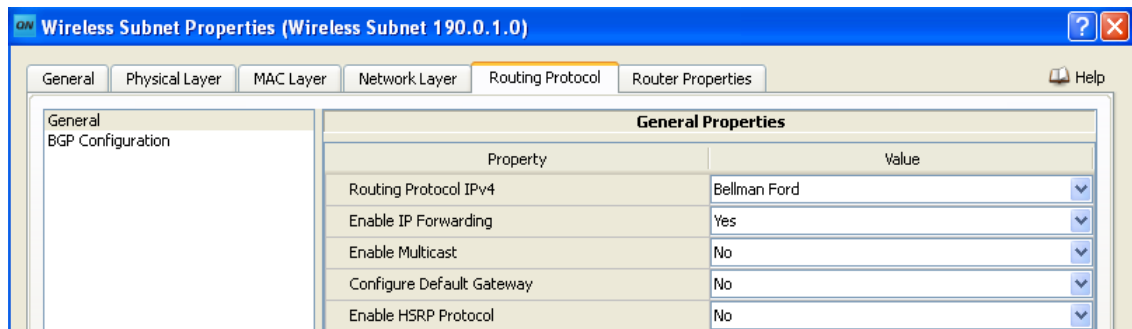 ON Wireless Subnet Properties (Wireless Subnet 190.0.1.0) ?
General Physical Layer MAC Layer Network Layer Routing Protocol Router Properties Help
General
BGP Configuration
General Properties
Property Value
Routing Protocol IPv4 Bellman Ford
Enable IP Forwarding Yes
Enable Multicast No
Configure Default Gateway No
Enable HSRP Protocol No